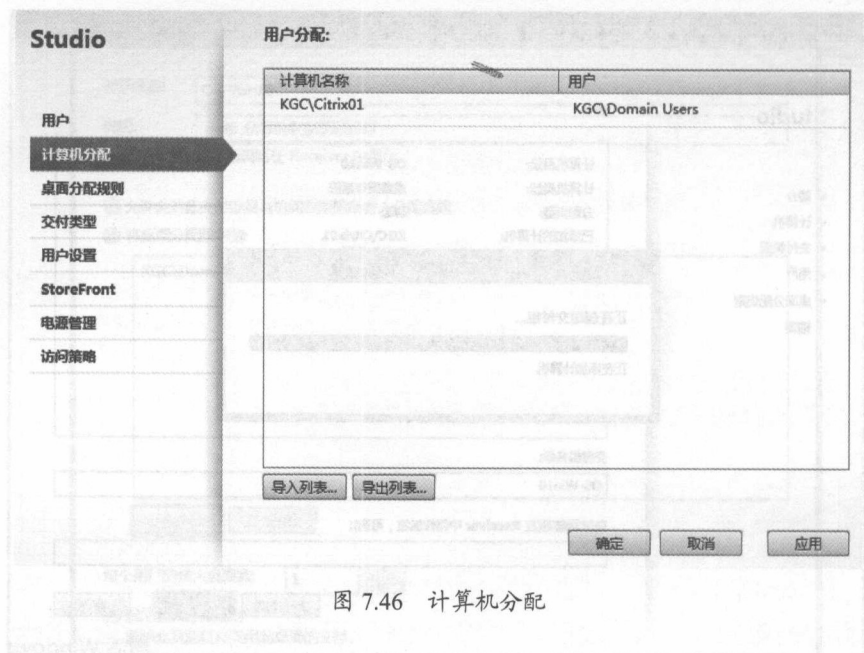 Studio
用户
计算机分配
桌面分配规则
交付类型
用户设置
StoreFront
电源管理
访问策略
用户分配:
计算机名称 用户
KGC\Citrix01 KGC\Domain Users
导入列表... 导出列表...
确定 取消 应用
图 7.46 计算机分配